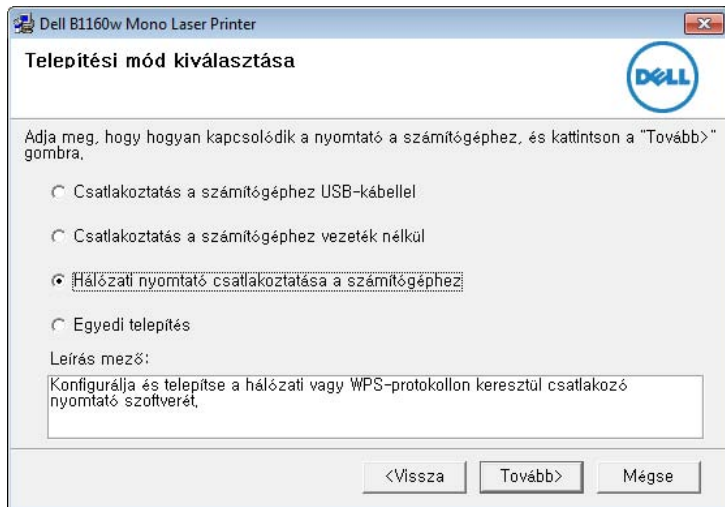 Dell B1160w Mono Laser Printer
Telepítési mód kiválasztása
DELL
Adja meg, hogy hogyan kapcsolódik a nyomtató a számítógéphez, és kattintson a "Tovább>"
gombra.
Csatlakoztatás a számítógéphez USB-kábellel
Csatlakoztatás a számítógéphez vezeték nélkül
Hálózati nyomtató csatlakoztatása a számítógéphez
Egyedi telepítés
Leírás mező:
Konfigurálja és telepítse a hálózati vagy WPS-protokollon keresztül csatlakozó
nyomtató szoftverét.
<Vissza
Tovább>
Mégse